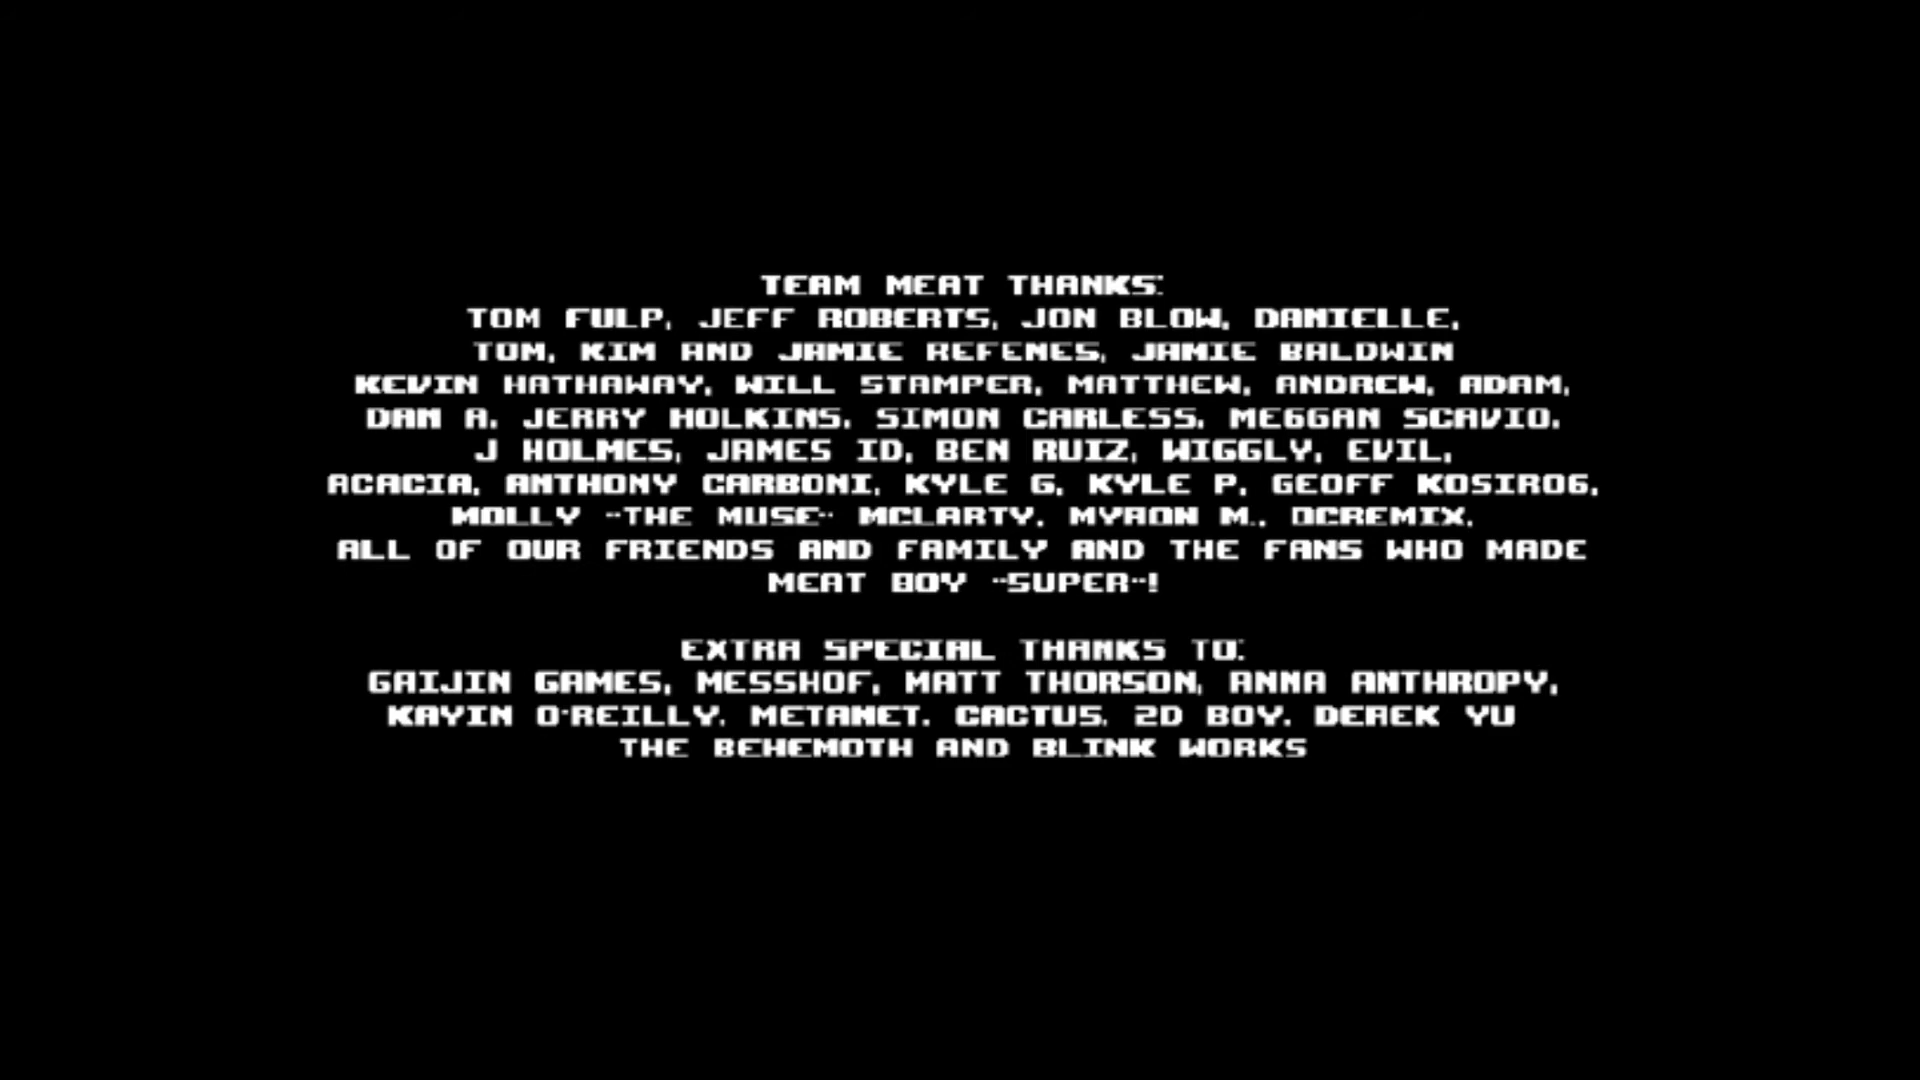 TEAM MEAT THANKS:
TOM FULP, JEFF ROBERTS, JON BLOW, DANIELLE,
TOM, KIM AND JAMIE REFENES, JAMIE BALDWIN
KEVIN HATHAWAY, WILL STAMPER, MATTHEW, ANDREW, ADAM,
DAN A, JERRY HOLKINS, SIMON CARLESS, MEGGAN SCAVIO,
J HOLMES, JAMES ID, BEN RUIZ, WIGGLY, EVIL,
ACACIA, ANTHONY CARBONI, KYLE G, KYLE P, GEOFF KOSIROG,
MOLLY "THE MUSE" MCLARTY, MYRON M., OCREMIX,
ALL OF OUR FRIENDS AND FAMILY AND THE FANS WHO MADE
MEAT BOY "SUPER"!
EXTRA SPECIAL THANKS TO:
GAIJIN GAMES, MESSHOF, MATT THORSON, ANNA ANTHROPY,
KAYIN O'REILLY, METANET, CACTUS, 2D BOY, DEREK YU
THE BEHEMOTH AND BLINK WORKS